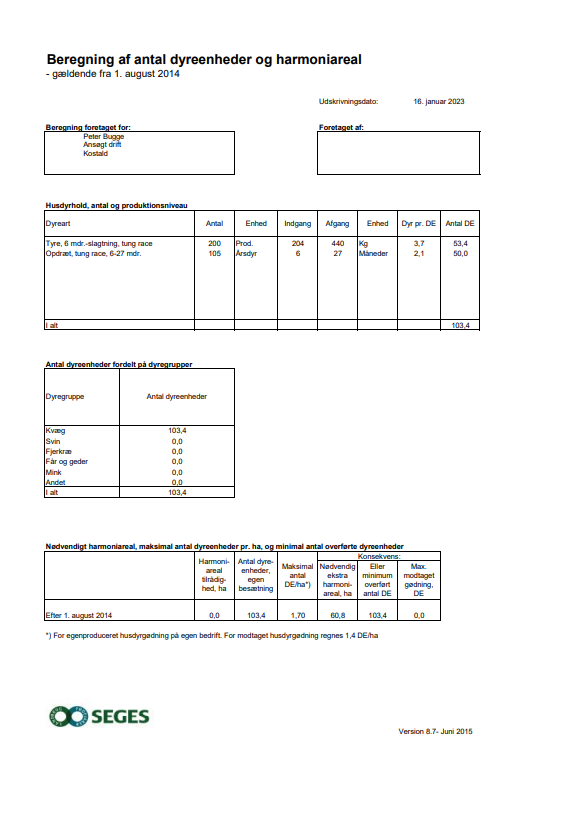 Beregning af antal dyreenheder og harmoniareal
- gældende fra 1. august 2014
Udskrivningsdato: 16. januar 2023
Beregning foretaget for: Foretaget af:
Peter Bugge
Ansøgt drift
Kostald
Husdyrhold, antal og produktionsniveau
Dyreart Antal Enhed Indgang Afgang Enhed Dyr pr. DE Antal DE
Tyre, 6 mdr.-slagtning, tung race 200 Prod. 204 440 Kg 3,7 53,4
Opdræt, tung race, 6-27 mdr. 105 Årsdyr 6 27 Måneder 2,1 50,0
I alt 103,4
Antal dyreenheder fordelt på dyregrupper
Dyregruppe Antal dyreenheder
Kvæg 103,4
Svin 0,0
Fjerkræ 0,0
Får og geder 0,0
Mink 0,0
Andet 0,0
I alt 103,4
Nødvendigt harmoniareal, maksimal antal dyreenheder pr. ha, og minimal antal overførte dyreenheder
Konsekvens:
Harmoni- Antal dyre- Maksimal Nødvendig Eller Max.
areal enheder, antal ekstra minimum modtaget
tilrådig- egen DE/ha*) harmoni- overført gødning,
hed, ha besætning areal, ha antal DE DE
Efter 1. august 2014 0,0 103,4 1,70 60,8 103,4 0,0
*) For egenproduceret husdyrgødning på egen bedrift. For modtaget husdyrgødning regnes 1,4 DE/ha
SEGES
Version 8.7- Juni 2015